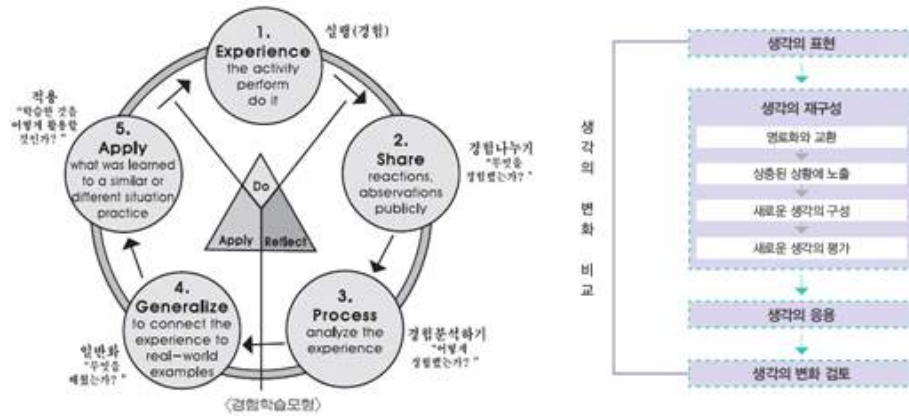 1.
Experience
the activity
perform
do it
실행(경험)
2.
Share
reactions,
observations
publicly
경험나누기
"무엇을
경험했는가?"
3.
Process
analyze the
experience
경험분석하기
"어떻게
경험했는가?"
4.
Generalize
to connect the
experience to
real-world
examples
일반화
"무엇을
배웠는가?"
5.
Apply
what was learned
to a similar or
different situation
practice
적용
"학습한 것을
어떻게 활용할
것인가?"
Do
Apply
Reflect
<경험학습모형>
생각의 변화 비교
생각의 표현
생각의 재구성
명료화와 교환
상충된 상황에 노출
새로운 생각의 구성
새로운 생각의 평가
생각의 응용
생각의 변화 검토